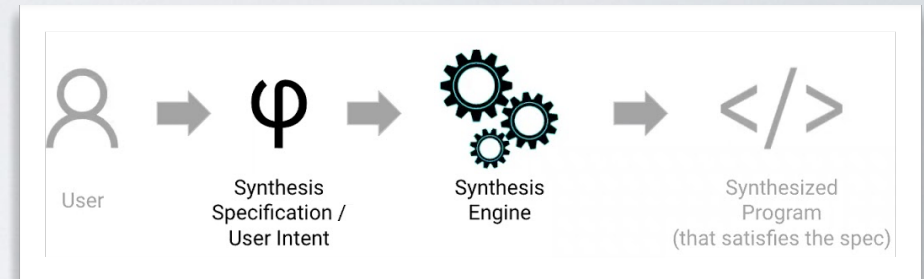 φ
</>
User
Synthesis
Specification /
User Intent
Synthesis
Engine
Synthesized
Program
(that satisfies the spec)